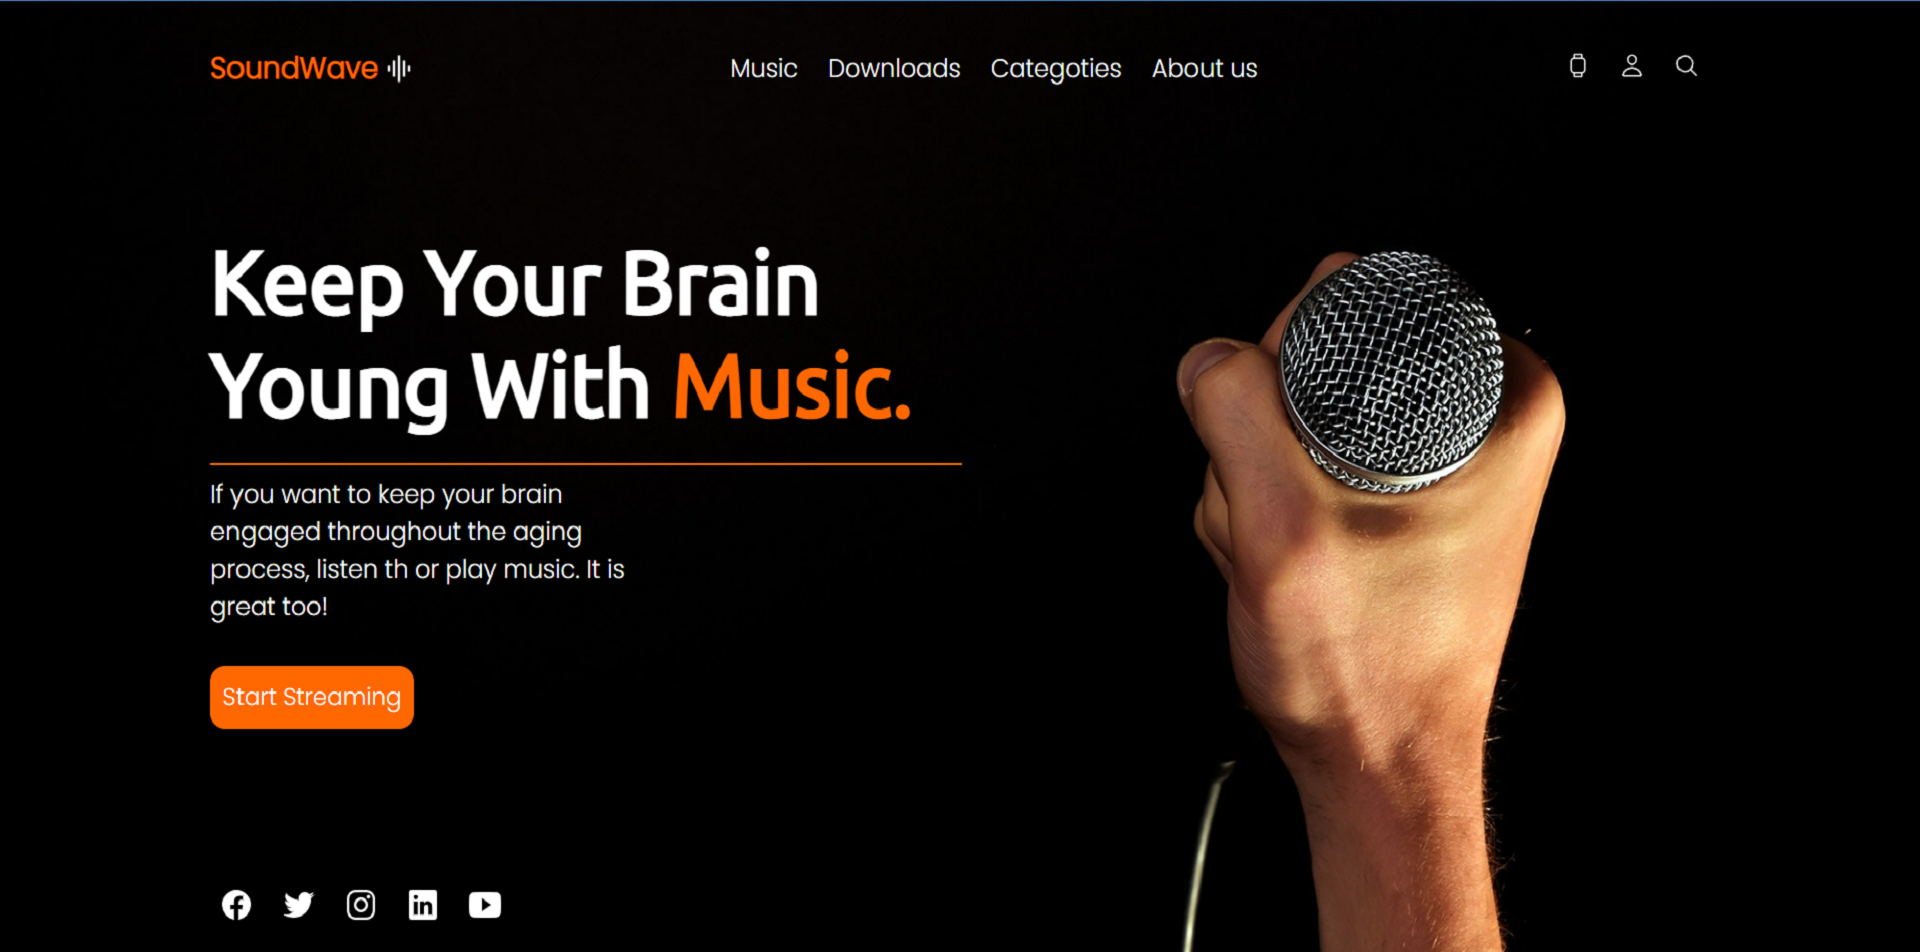 SoundWave
Music Downloads Categoties About us
Keep Your Brain
Young With Music.
If you want to keep your brain
engaged throughout the aging
process, listen th or play music. It is
great too!
Start Streaming